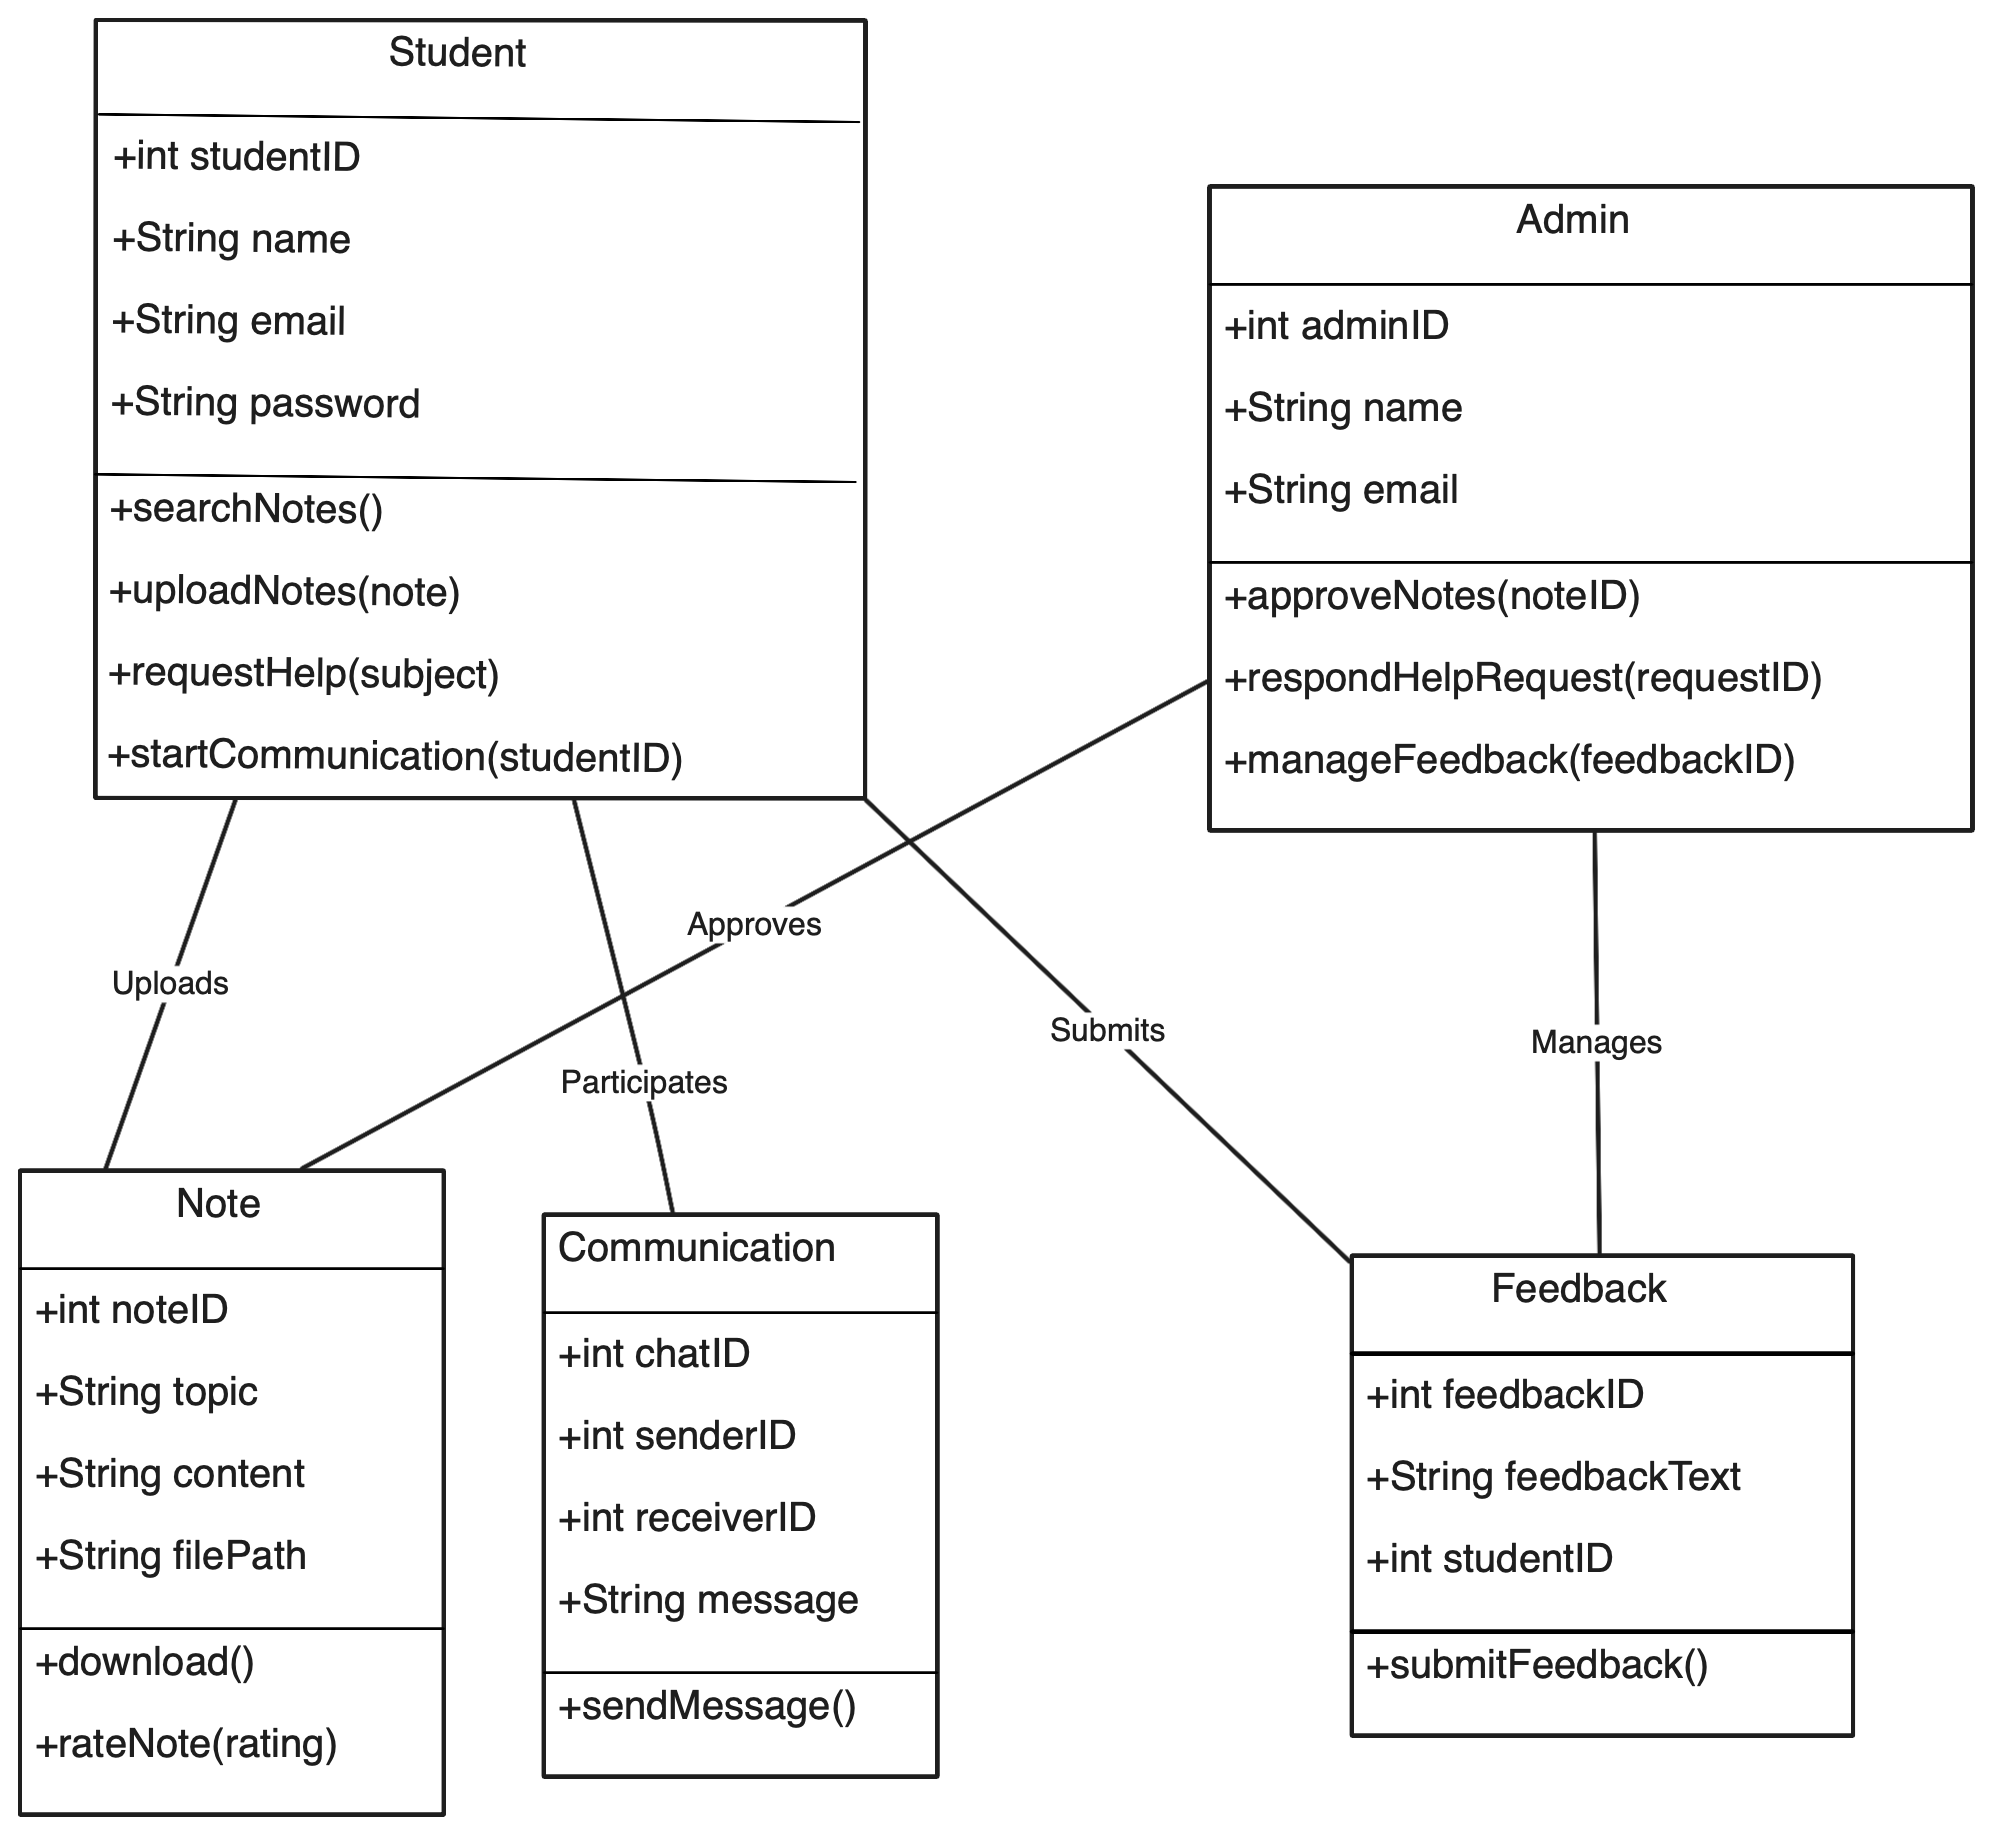 Student
+int studentID
+String name
+String email
+String password
+searchNotes()
+uploadNotes(note)
+requestHelp(subject)
+startCommunication(studentID)
Admin
+int adminID
+String name
+String email
+approveNotes(noteID)
+respondHelpRequest(requestID)
+manageFeedback(feedbackID)
Uploads
Approves
Participates
Submits
Manages
Note
+int noteID
+String topic
+String content
+String filePath
+download()
+rateNote(rating)
Communication
+int chatID
+int senderID
+int receiverID
+String message
+sendMessage()
Feedback
+int feedbackID
+String feedbackText
+int studentID
+submitFeedback()